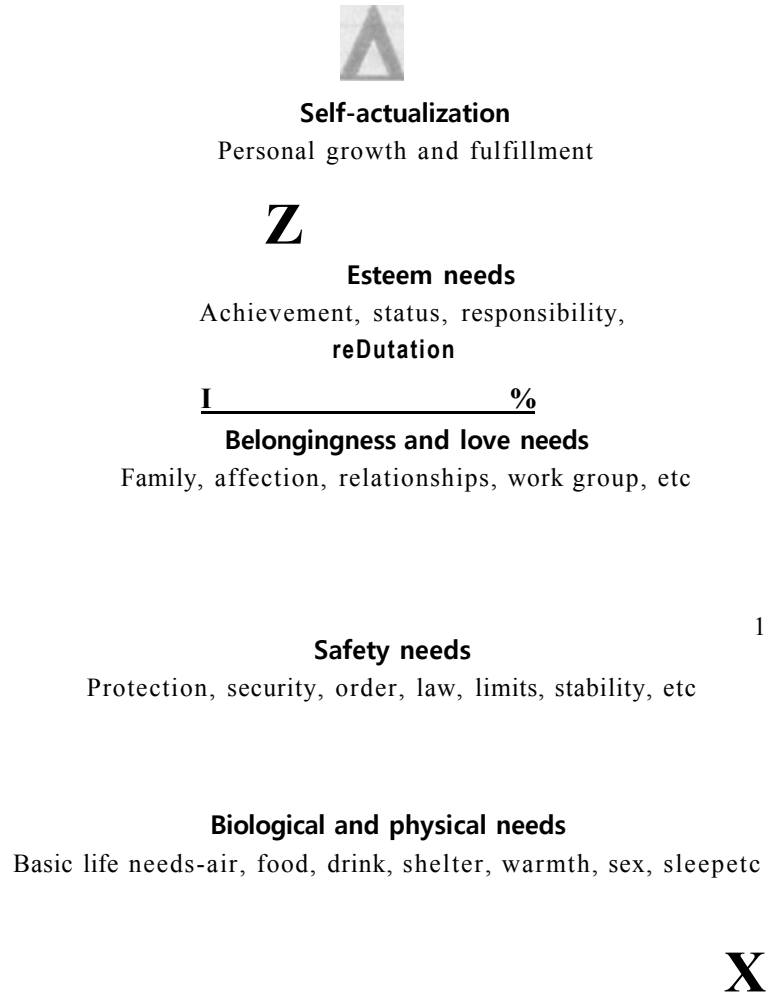 Self-actualization
Personal growth and fulfillment
Z
Esteem needs
Achievement, status, responsibility,
reDutation
I %
Belongingness and love needs
Family, affection, relationships, work group, etc
1
Safety needs
Protection, security, order, law, limits, stability, etc
Biological and physical needs
Basic life needs-air, food, drink, shelter, warmth, sex, sleepetc
X